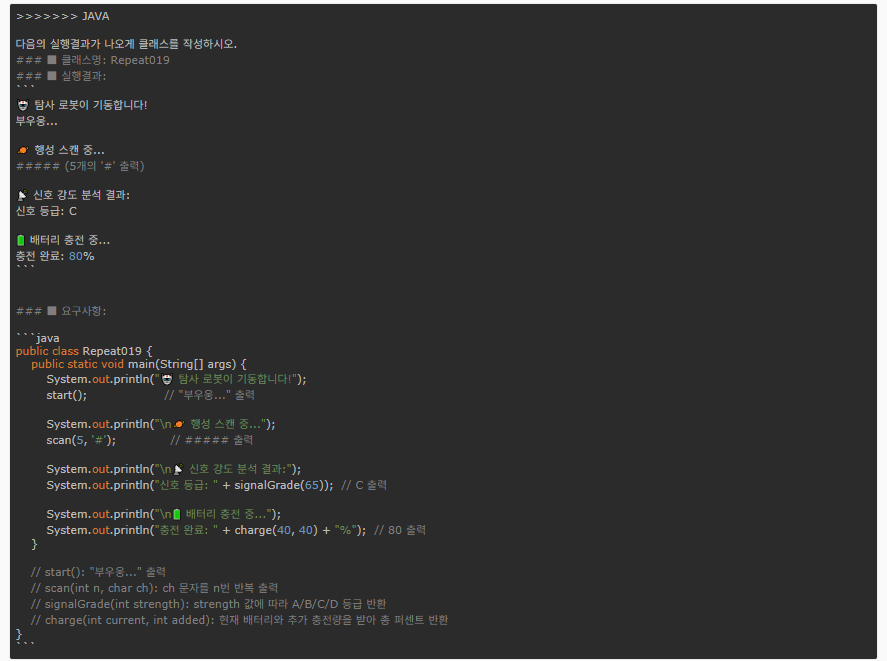 >>>>>>> JAVA
다음의 실행결과가 나오게 클래스를 작성하시오.
### ■ 클래스명: Repeat019
### ■ 실행결과:
```
🤖 탐사 로봇이 기동합니다!
부우웅...
🪐 행성 스캔 중...
##### (5개의 '#' 출력)
📡 신호 강도 분석 결과:
신호 등급: C
🔋 배터리 충전 중...
충전 완료: 80%
```
### ■ 요구사항:
```java
public class Repeat019 {
public static void main(String[] args) {
System.out.println("🤖 탐사 로봇이 기동합니다!");
start(); // "부우웅..." 출력
System.out.println("\n🪐 행성 스캔 중...");
scan(5, '#'); // ##### 출력
System.out.println("\n📡 신호 강도 분석 결과:");
System.out.println("신호 등급: " + signalGrade(65)); // C 출력
System.out.println("\n🔋 배터리 충전 중...");
System.out.println("충전 완료: " + charge(40, 40) + "%"); // 80 출력
}
// start(): "부우웅..." 출력
// scan(int n, char ch): ch 문자를 n번 반복 출력
// signalGrade(int strength): strength 값에 따라 A/B/C/D 등급 반환
// charge(int current, int added): 현재 배터리와 추가 충전량을 받아 총 퍼센트 반환
}
```